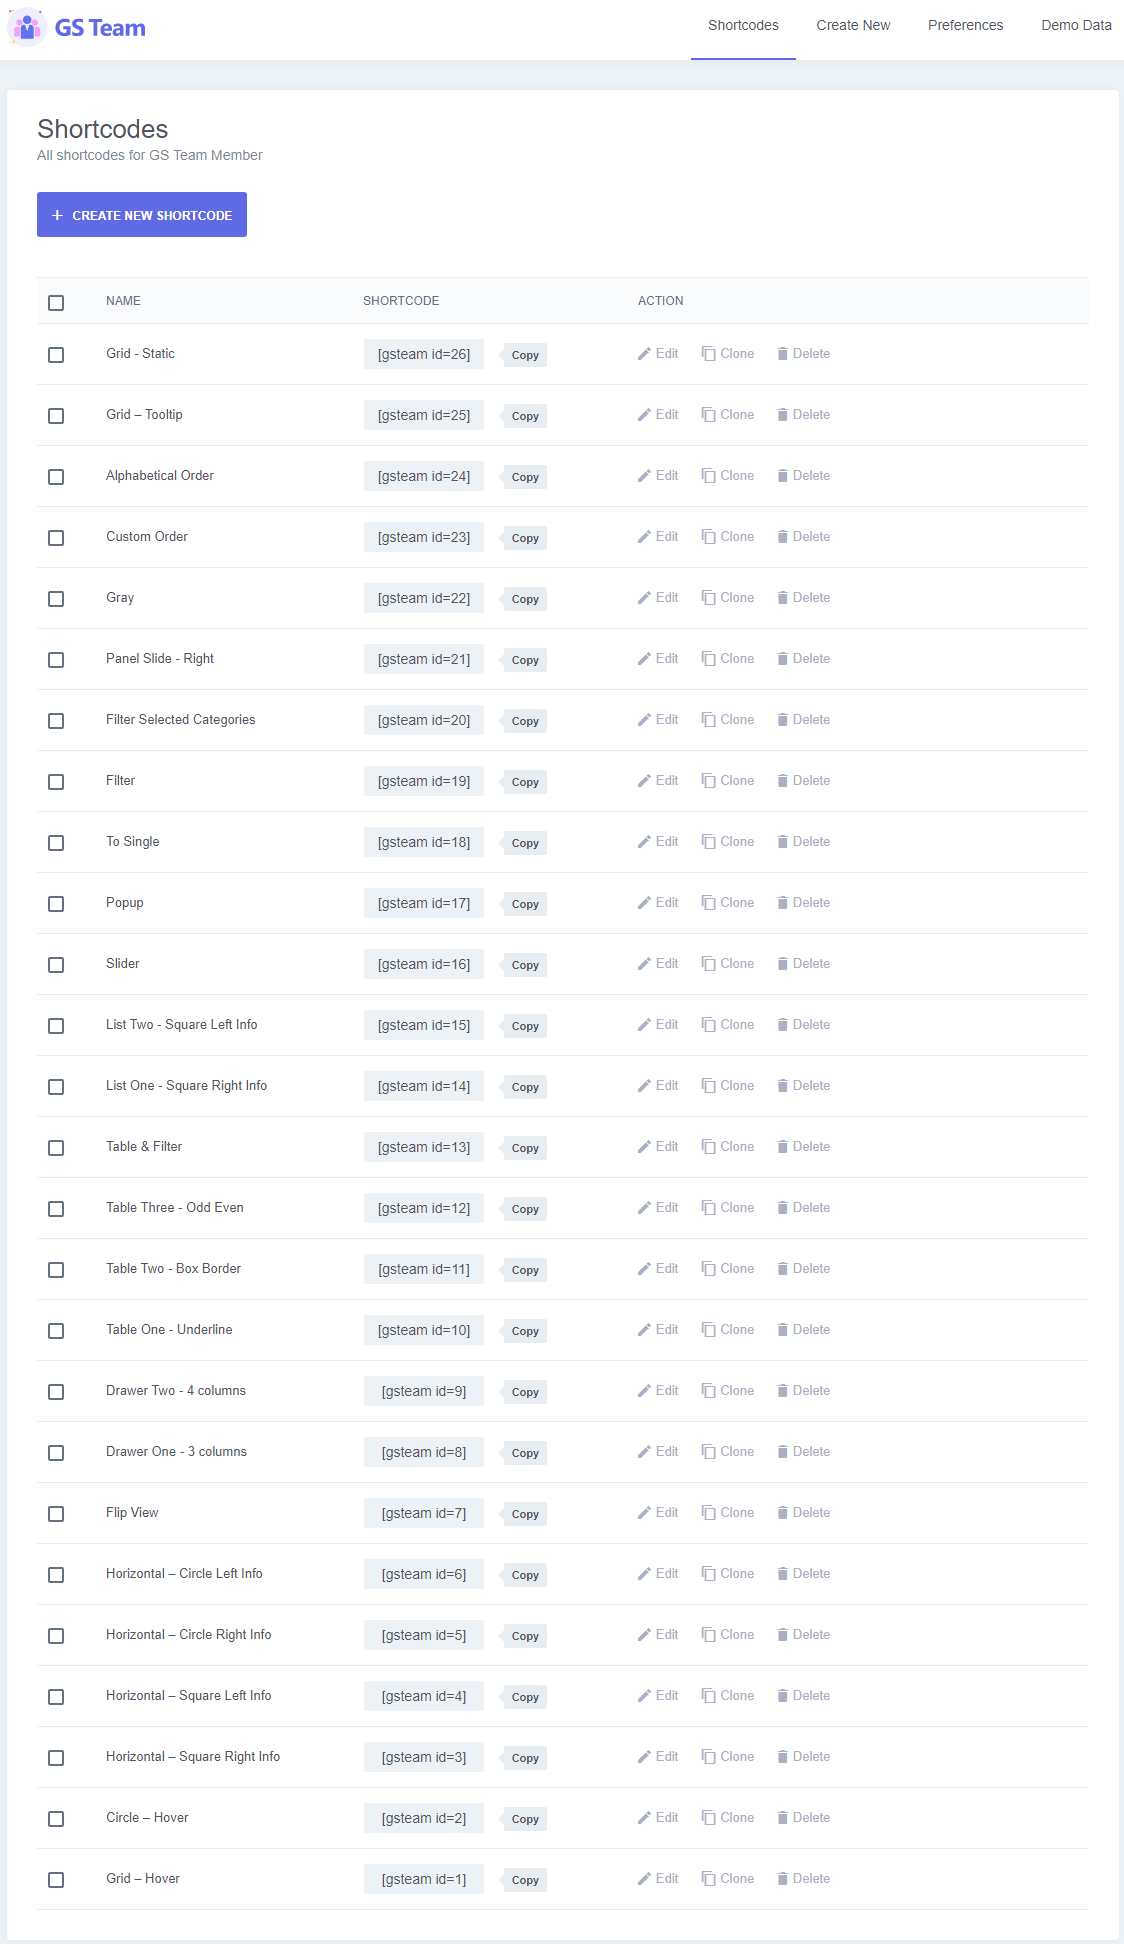 GS Team
Shortcodes Create New Preferences Demo Data
Shortcodes
All shortcodes for GS Team Member
+ CREATE NEW SHORTCODE
NAME SHORTCODE ACTION
Grid - Static [gsteam id=26] Copy Edit Clone Delete
Grid – Tooltip [gsteam id=25] Copy Edit Clone Delete
Alphabetical Order [gsteam id=24] Copy Edit Clone Delete
Custom Order [gsteam id=23] Copy Edit Clone Delete
Gray [gsteam id=22] Copy Edit Clone Delete
Panel Slide - Right [gsteam id=21] Copy Edit Clone Delete
Filter Selected Categories [gsteam id=20] Copy Edit Clone Delete
Filter [gsteam id=19] Copy Edit Clone Delete
To Single [gsteam id=18] Copy Edit Clone Delete
Popup [gsteam id=17] Copy Edit Clone Delete
Slider [gsteam id=16] Copy Edit Clone Delete
List Two - Square Left Info [gsteam id=15] Copy Edit Clone Delete
List One - Square Right Info [gsteam id=14] Copy Edit Clone Delete
Table & Filter [gsteam id=13] Copy Edit Clone Delete
Table Three - Odd Even [gsteam id=12] Copy Edit Clone Delete
Table Two - Box Border [gsteam id=11] Copy Edit Clone Delete
Table One - Underline [gsteam id=10] Copy Edit Clone Delete
Drawer Two - 4 columns [gsteam id=9] Copy Edit Clone Delete
Drawer One - 3 columns [gsteam id=8] Copy Edit Clone Delete
Flip View [gsteam id=7] Copy Edit Clone Delete
Horizontal – Circle Left Info [gsteam id=6] Copy Edit Clone Delete
Horizontal – Circle Right Info [gsteam id=5] Copy Edit Clone Delete
Horizontal – Square Left Info [gsteam id=4] Copy Edit Clone Delete
Horizontal – Square Right Info [gsteam id=3] Copy Edit Clone Delete
Circle – Hover [gsteam id=2] Copy Edit Clone Delete
Grid – Hover [gsteam id=1] Copy Edit Clone Delete